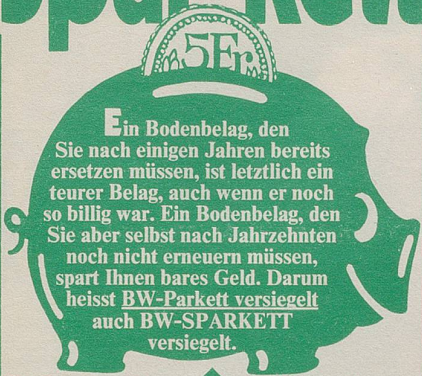 Sparkett
5Er
Ein Bodenbelag, den
Sie nach einigen Jahren bereits
ersetzen müssen, ist letztlich ein
teurer Belag, auch wenn er noch
so billig war. Ein Bodenbelag, den
Sie aber selbst nach Jahrzehnten
noch nicht erneuern müssen,
spart Ihnen bares Geld. Darum
heisst BW-Parkett versiegelt
auch BW-SPARKETT
versiegelt.